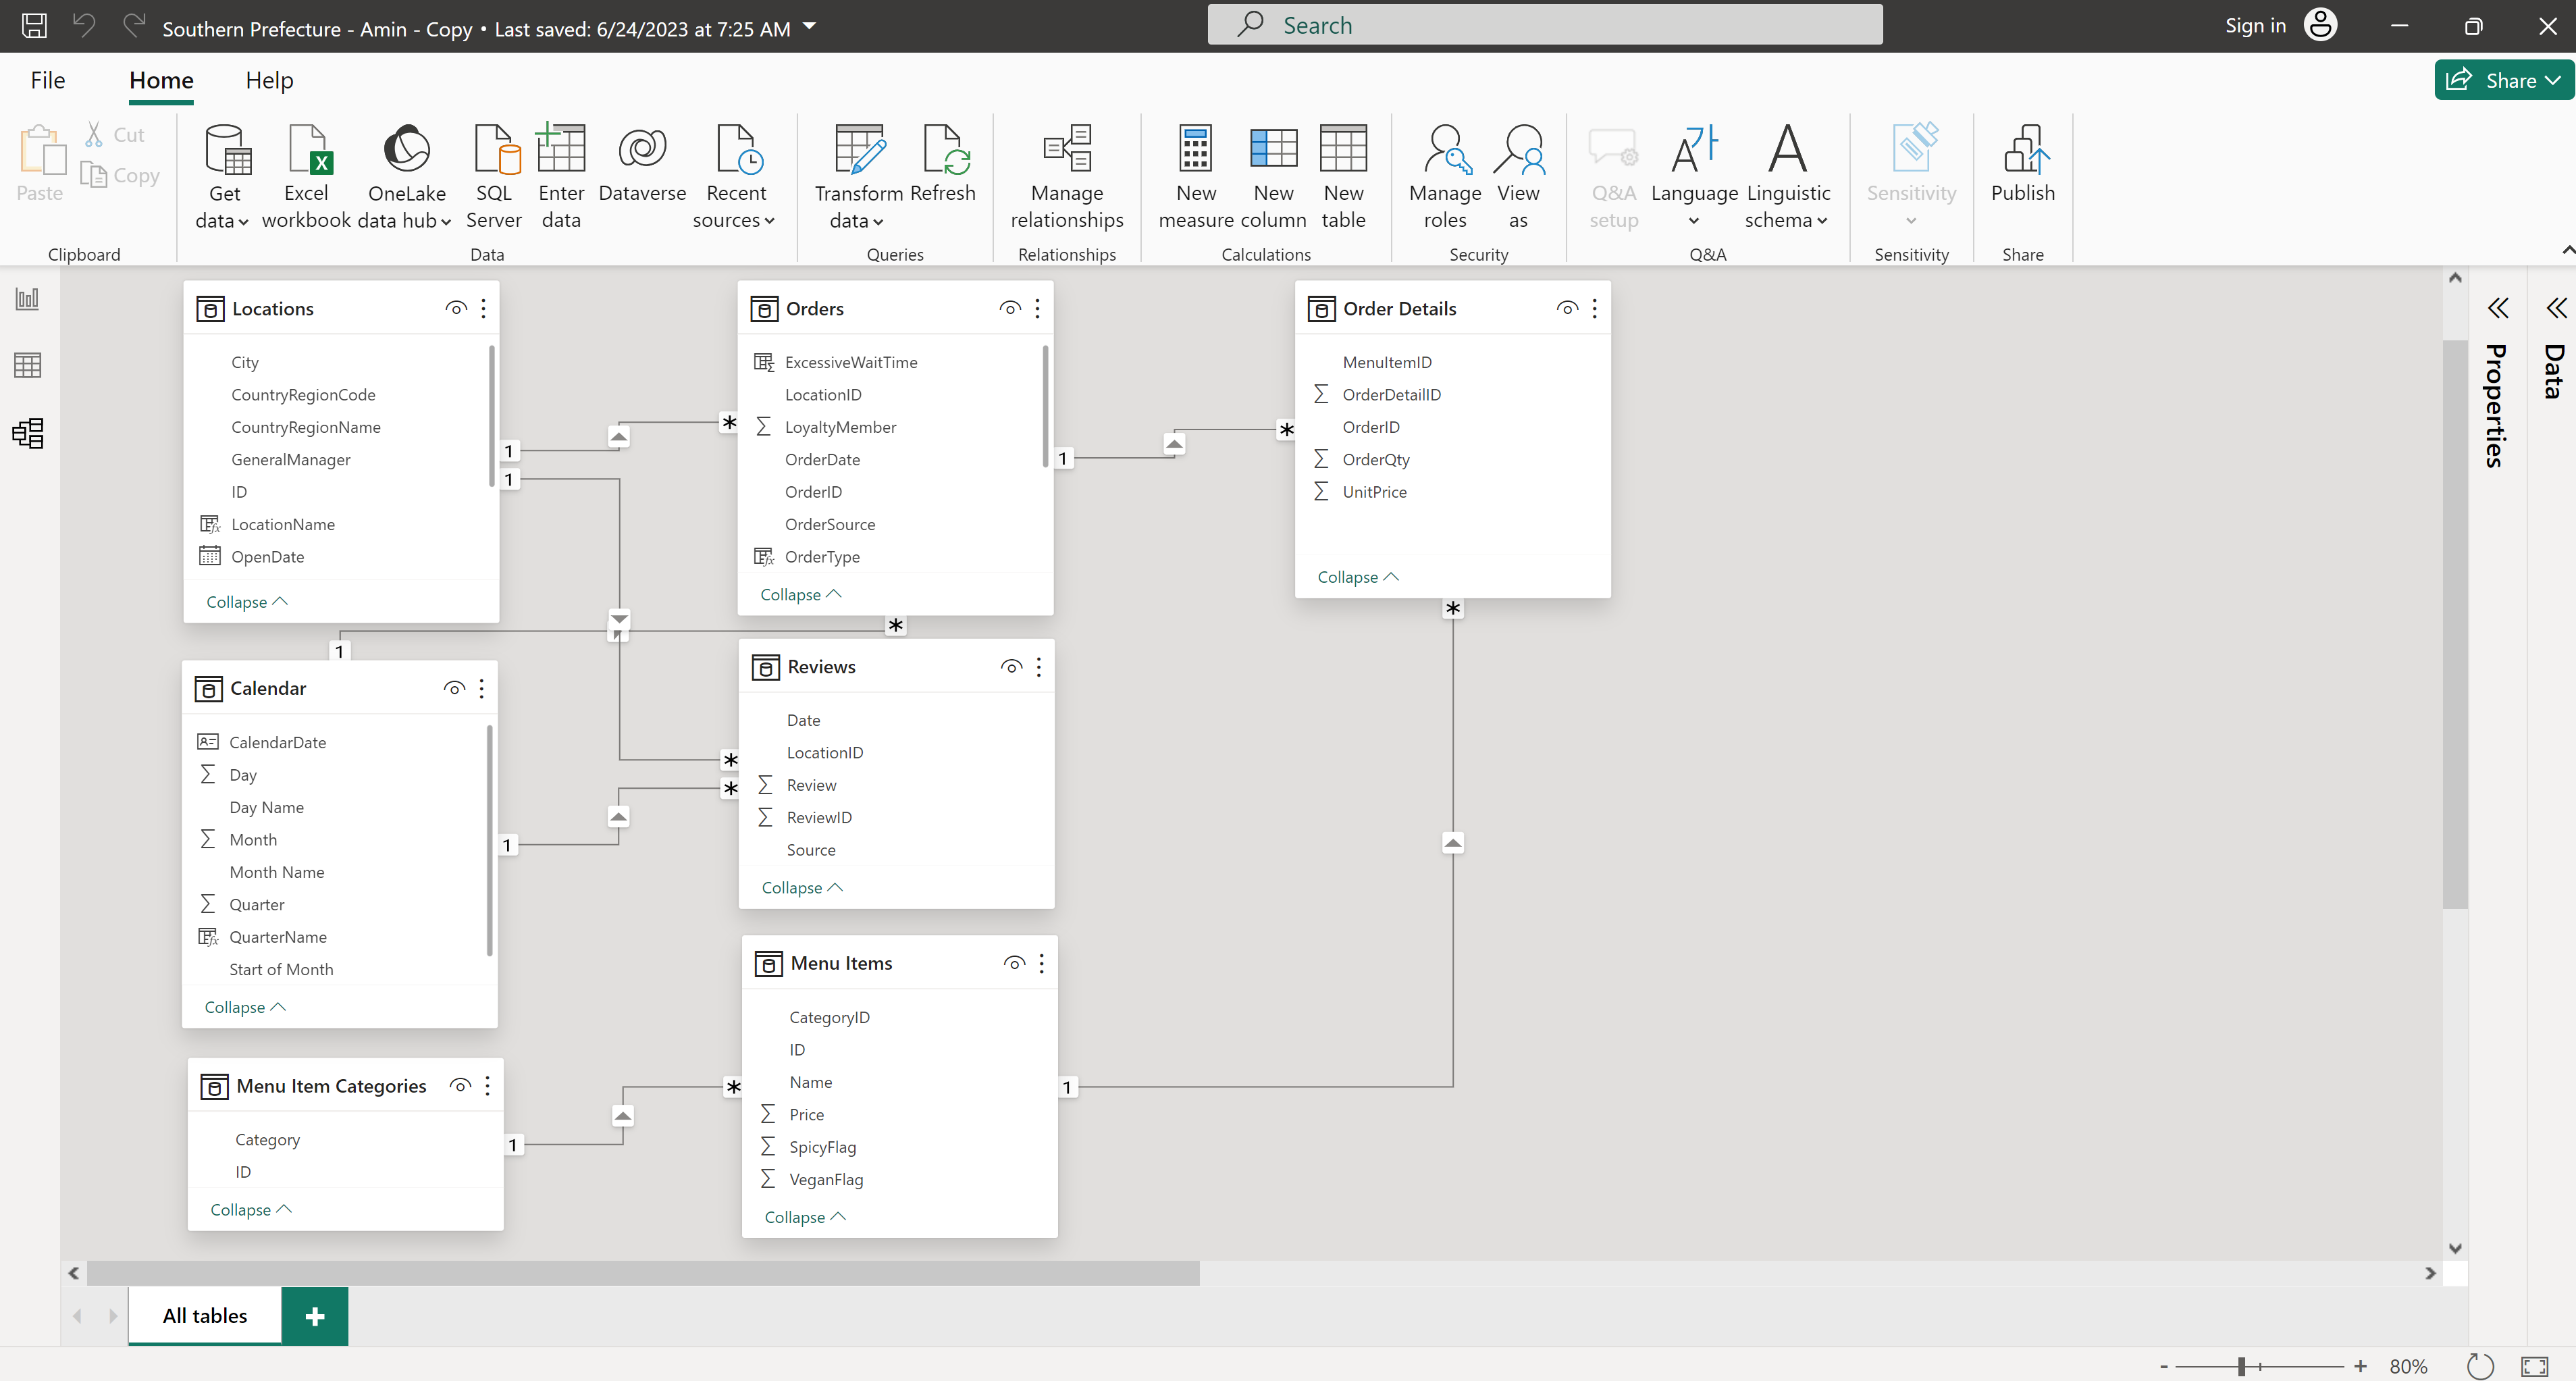 Southern Prefecture - Amin - Copy • Last saved: 6/24/2023 at 7:25 AM
Search
Sign in
File
Home
Help
Share
Paste
Cut
Copy
Clipboard
Get data
Excel workbook
OneLake data hub
SQL Server
Enter data
Dataverse
Recent sources
Data
Transform data
Refresh
Queries
Manage relationships
Relationships
New measure
New column
New table
Calculations
Manage roles
View as
Security
Q&A setup
Language
Linguistic schema
Q&A
Sensitivity
Sensitivity
Publish
Share
Locations
City
CountryRegionCode
CountryRegionName
GeneralManager
ID
LocationName
OpenDate
Collapse
1
1
Orders
ExcessiveWaitTime
LocationID
LoyaltyMember
OrderDate
OrderID
OrderSource
OrderType
Collapse
*
1
*
Order Details
MenuItemID
OrderDetailID
OrderID
OrderQty
UnitPrice
Collapse
*
*
1
Calendar
CalendarDate
Day
Day Name
Month
Month Name
Quarter
QuarterName
Start of Month
Collapse
1
Reviews
Date
LocationID
Review
ReviewID
Source
Collapse
*
*
Menu Item Categories
Category
ID
Collapse
1
Menu Items
CategoryID
ID
Name
Price
SpicyFlag
VeganFlag
Collapse
*
1
Properties
Data
All tables
+
- + 80%